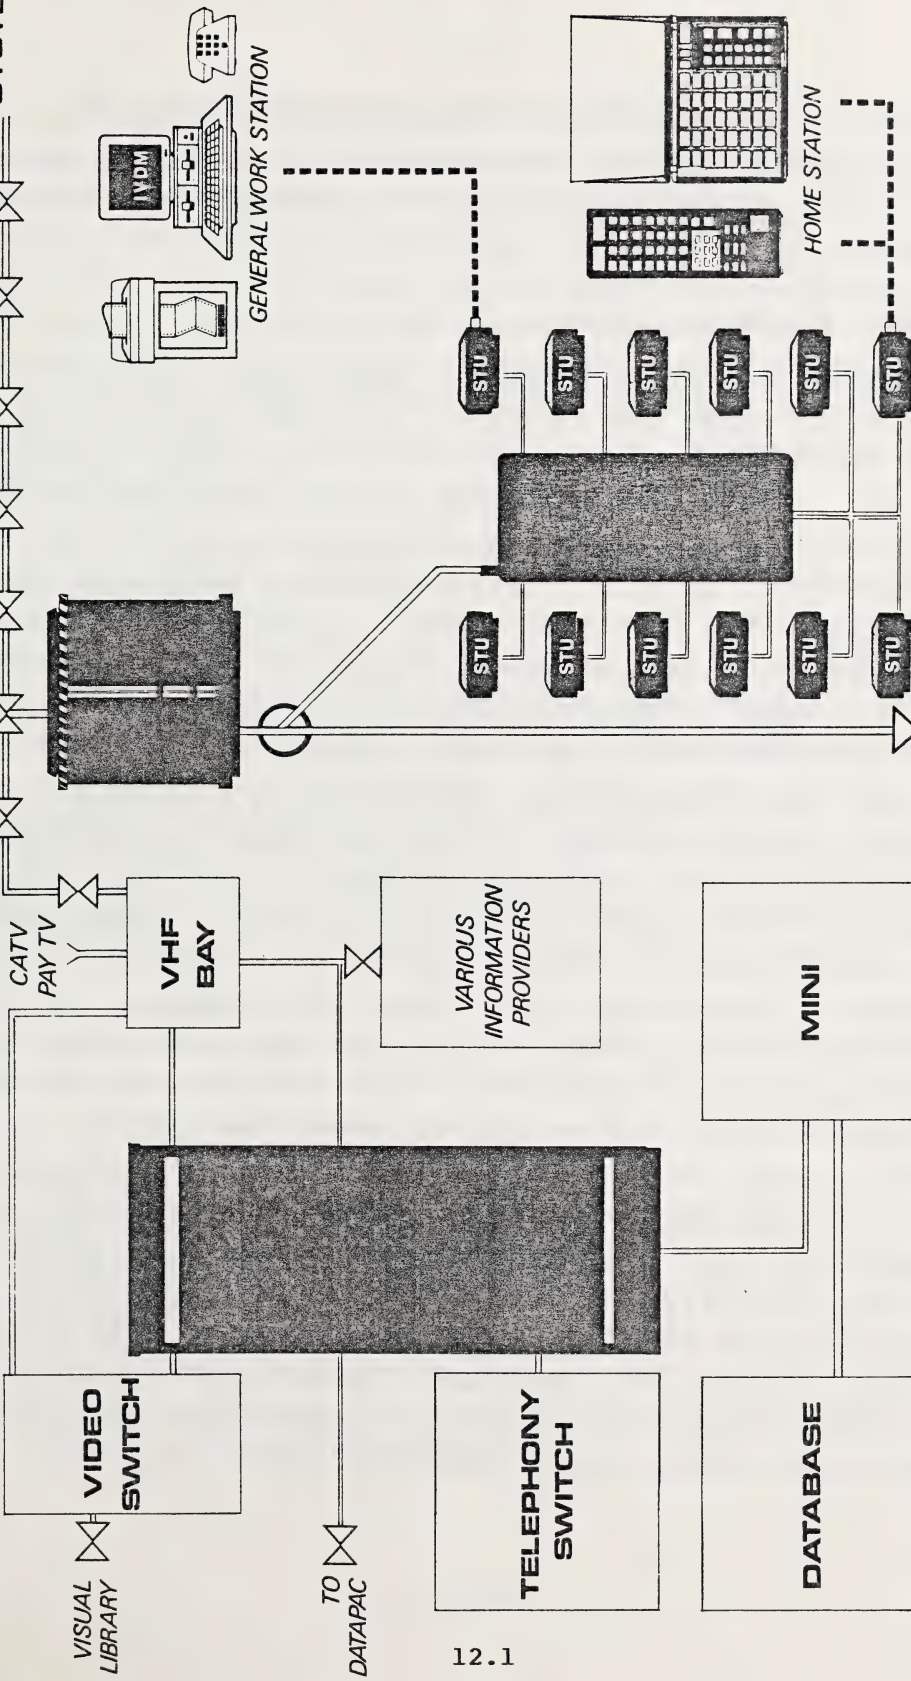 VISUAL
LIBRARY
VIDEO
SWITCH
CATV
PAY TV
VHF
BAY
IVDM
GENERAL WORK STATION
TO
DATAPAC
TELEPHONY
SWITCH
VARIOUS
INFORMATION
PROVIDERS
STU
STU
STU
STU
STU
STU
STU
STU
STU
STU
STU
STU
HOME STATION
DATABASE
MINI
12.1